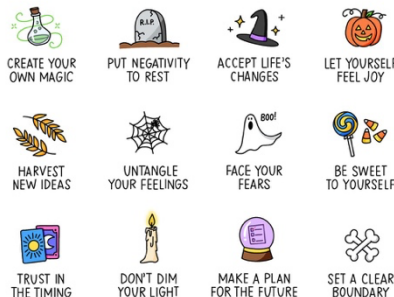 CREATE YOUR
OWN MAGIC
R.I.P.
PUT NEGATIVITY
TO REST
ACCEPT LIFE'S
CHANGES
LET YOURSELF
FEEL JOY
HARVEST
NEW IDEAS
UNTANGLE
YOUR FEELINGS
BOO!
FACE YOUR
FEARS
BE SWEET
TO YOURSELF
TRUST IN
THE TIMING
DON'T DIM
YOUR LIGHT
MAKE A PLAN
FOR THE FUTURE
SET A CLEAR
BOUNDARY